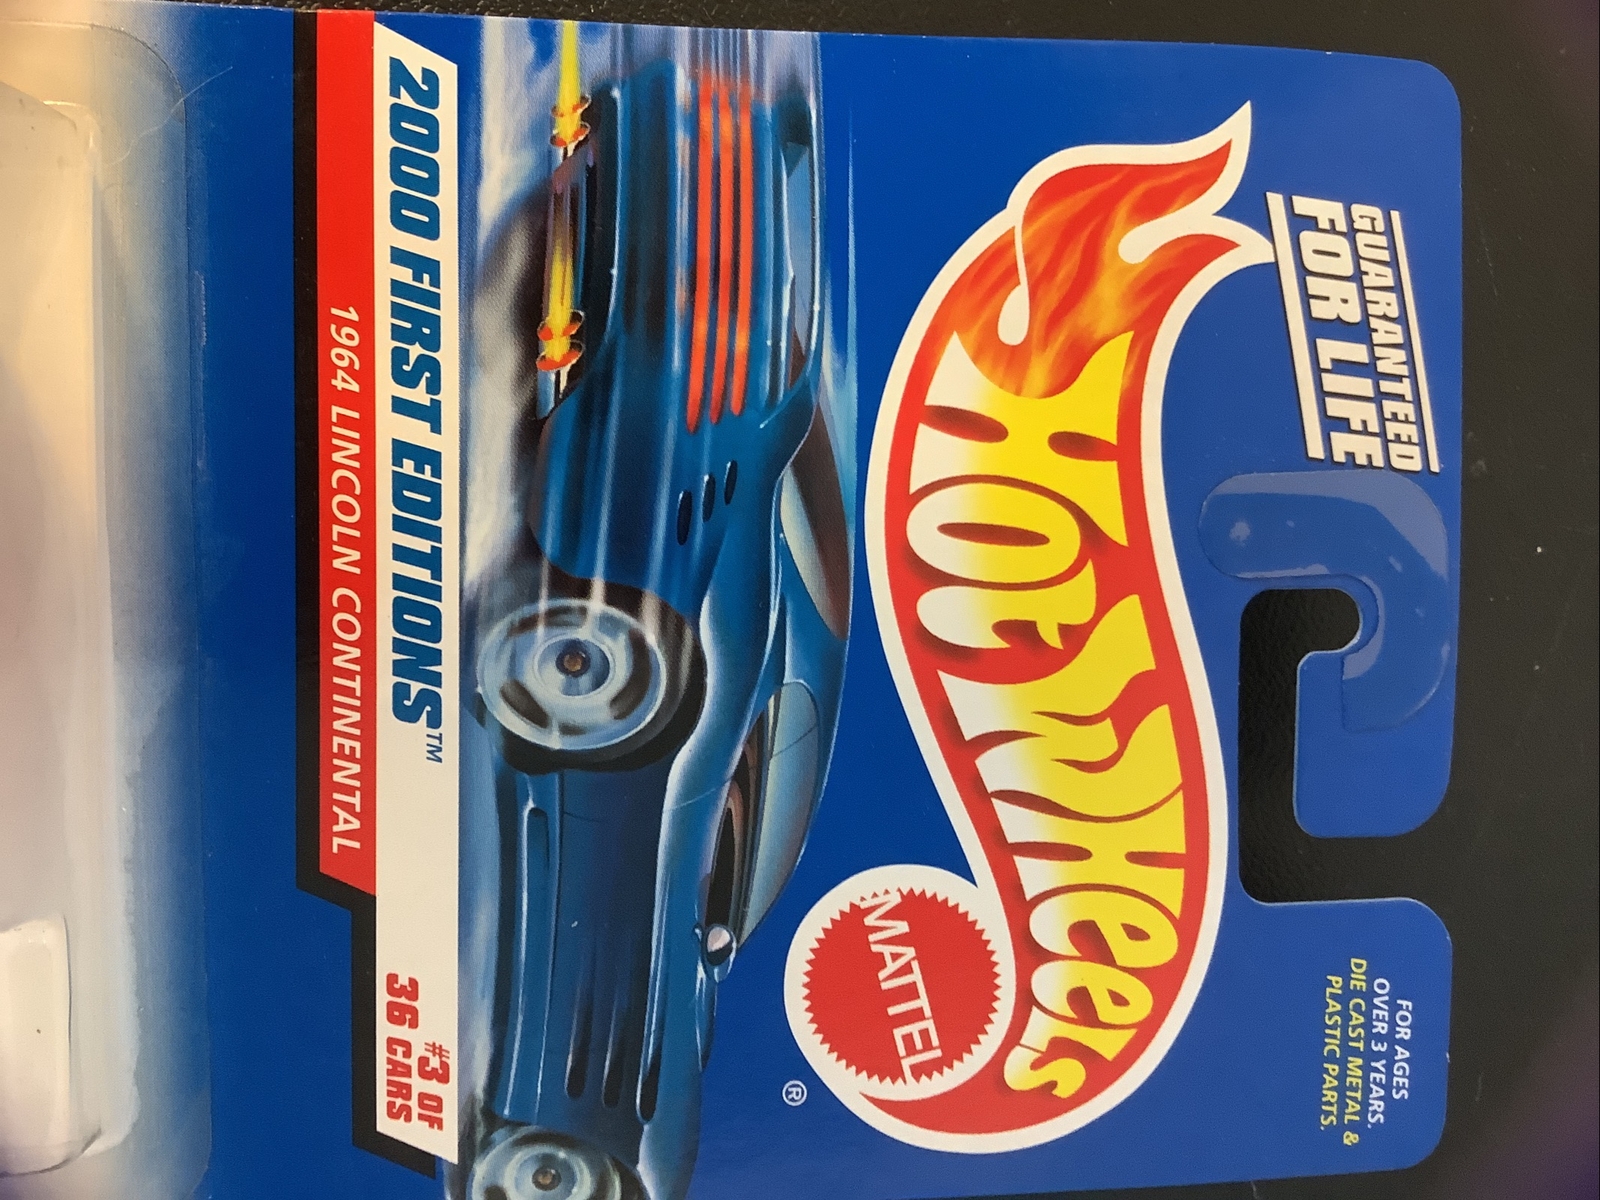 GUARANTEED
FOR LIFE
FOR AGES
OVER 3 YEARS.
DIE CAST METAL &
PLASTIC PARTS.
Hot Wheels
MATTEL
®
2000 FIRST EDITIONS™
#3 OF
36 CARS
1964 LINCOLN CONTINENTAL